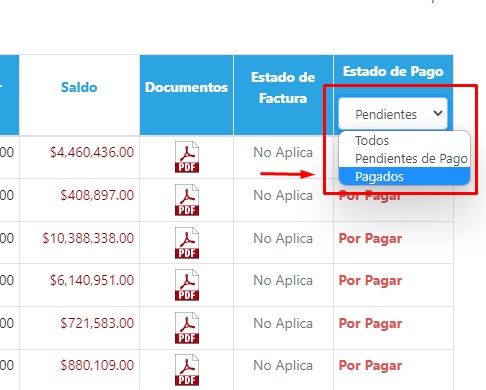 Saldo Documentos Estado de Factura Estado de Pago
Pendientes
Todos
Pendientes de Pago
Pagados
00 $4,460,436.00 PDF No Aplica
00 $408,897.00 PDF No Aplica Por Pagar
00 $10,388,338.00 PDF No Aplica Por Pagar
00 $6,140,951.00 PDF No Aplica Por Pagar
00 $721,583.00 PDF No Aplica Por Pagar
00 $880,109.00 PDF No Aplica Por Pagar